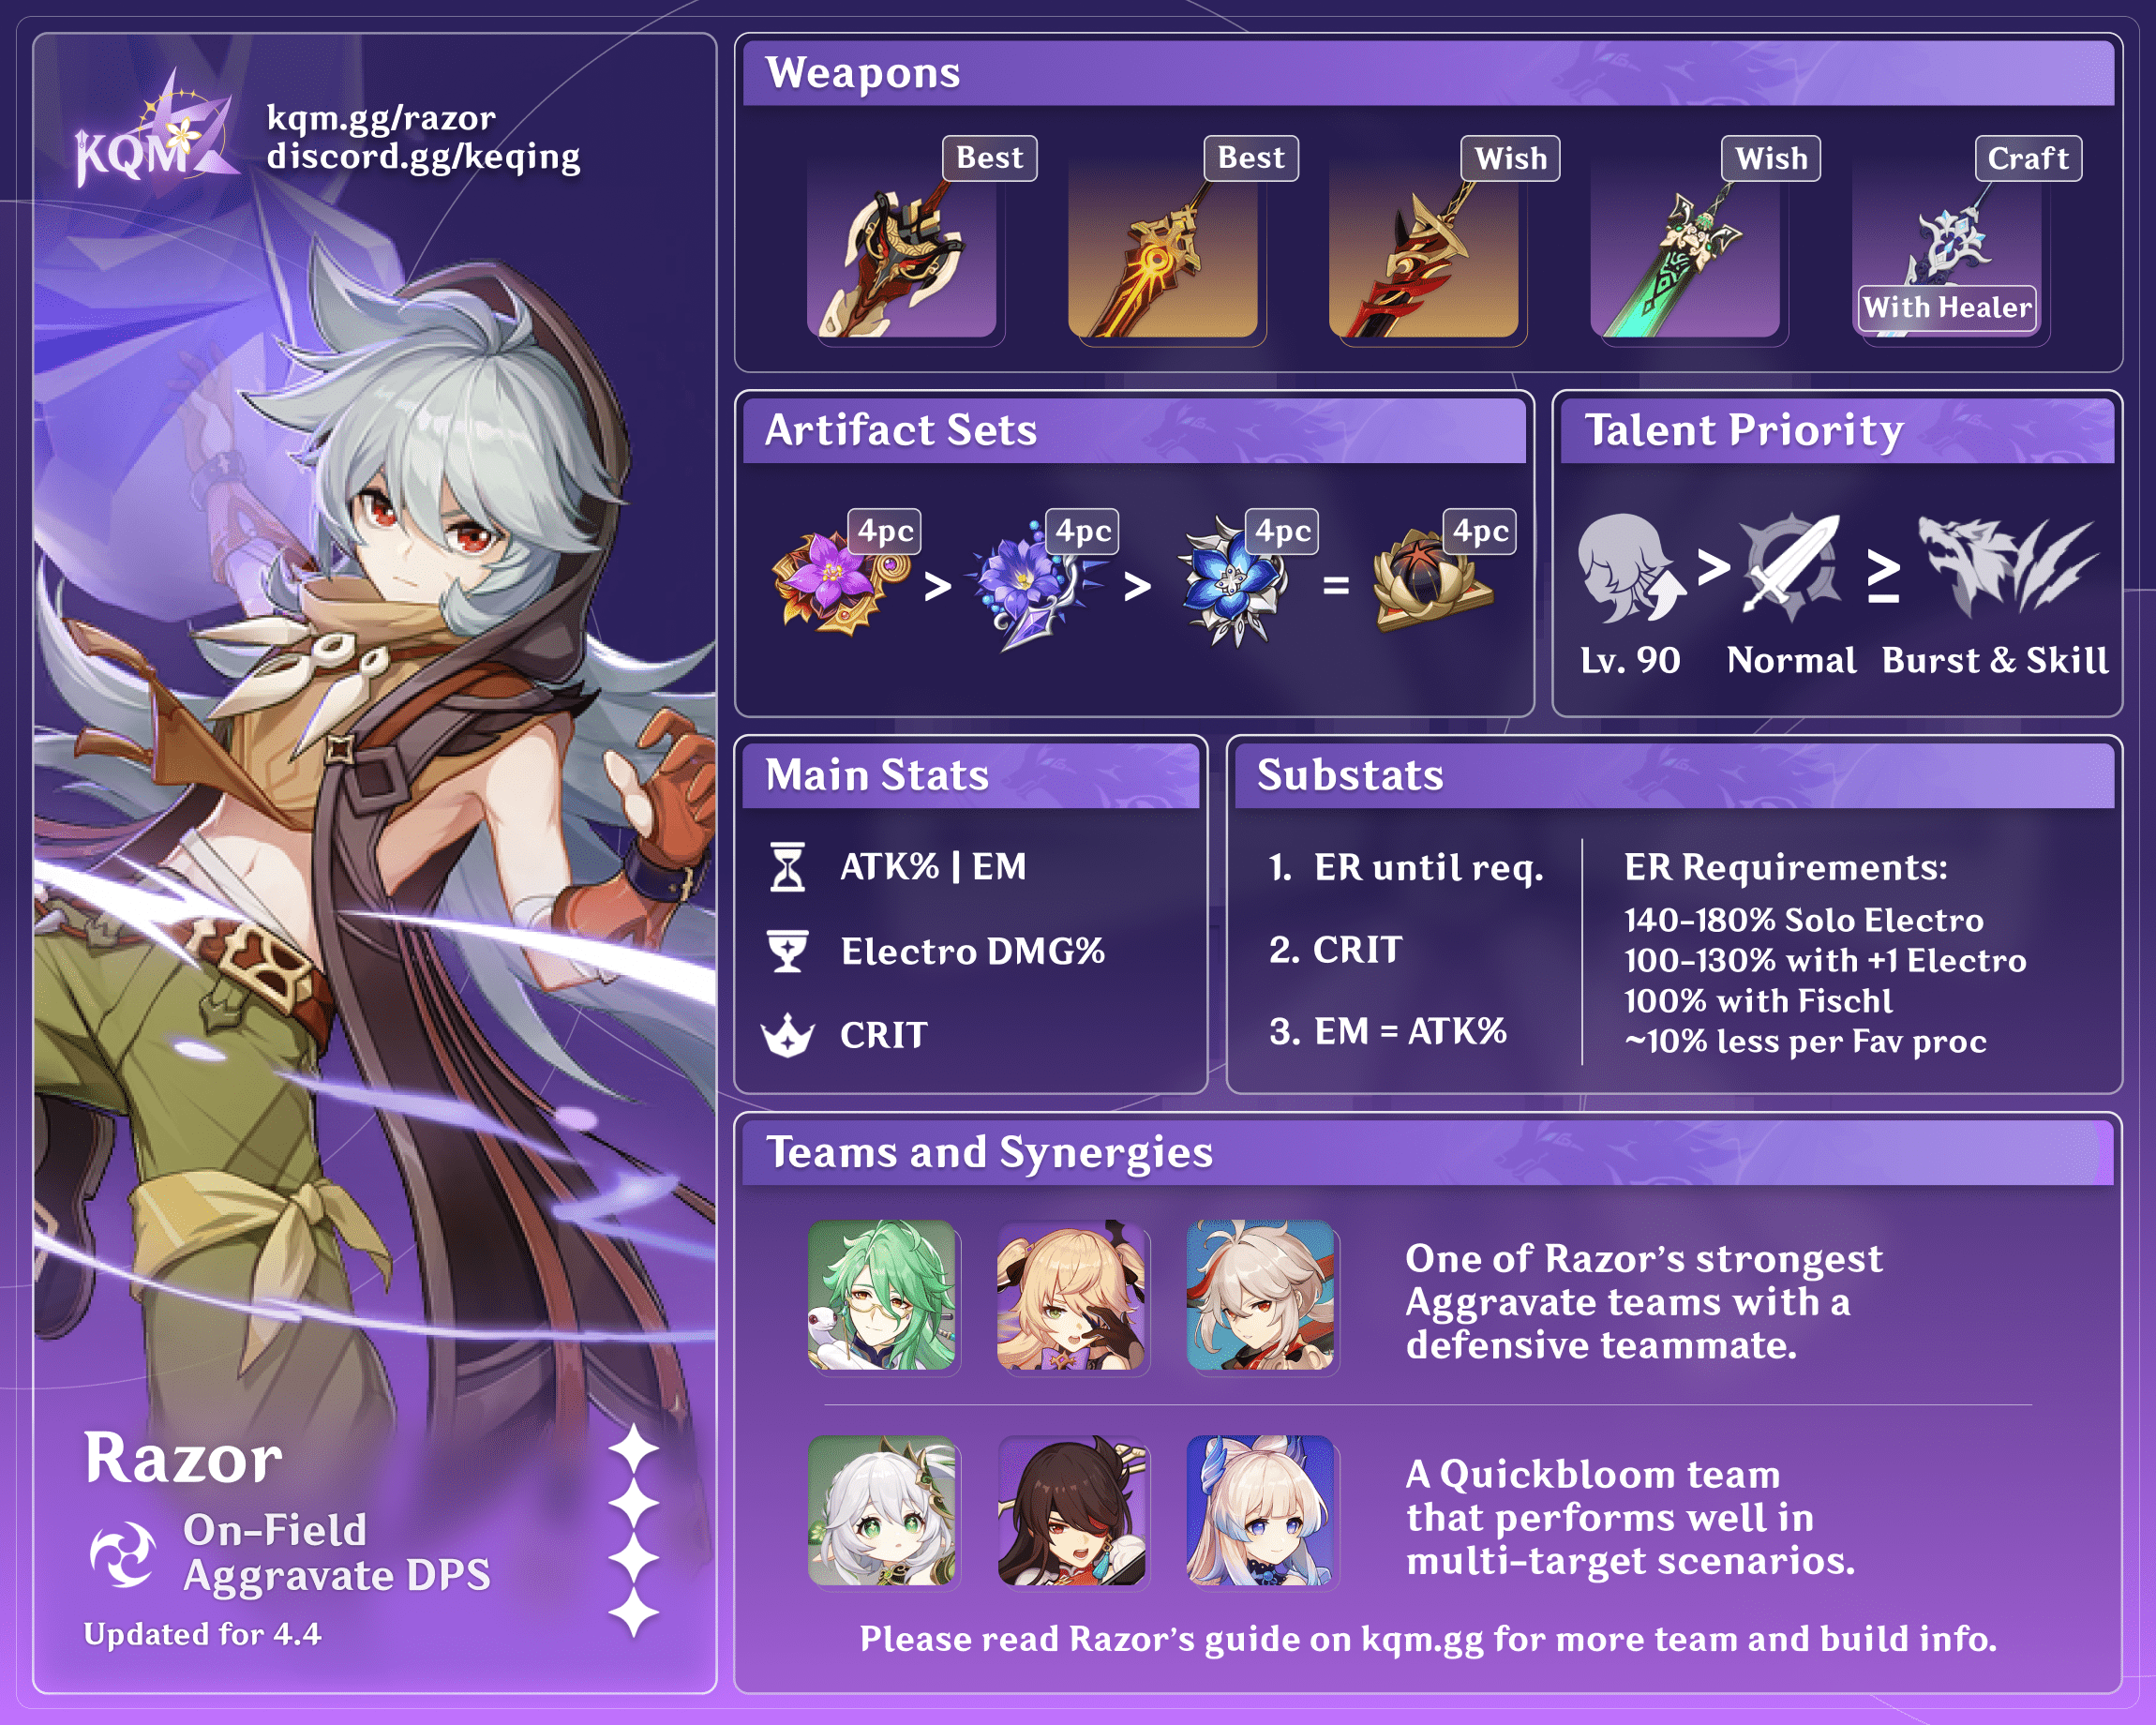 KQM
kqm.gg/razor
discord.gg/keqing
Razor
On-Field
Aggravate DPS
Updated for 4.4
Weapons
Best
Best
Wish
Wish
Craft
With Healer
Artifact Sets
4pc
>
4pc
>
4pc
=
4pc
Talent Priority
> ≥
Lv. 90 Normal Burst & Skill
Main Stats
ATK% | EM
Electro DMG%
CRIT
Substats
1. ER until req.
2. CRIT
3. EM = ATK%
ER Requirements:
140-180% Solo Electro
100-130% with +1 Electro
100% with Fischl
~10% less per Fav proc
Teams and Synergies
One of Razor's strongest
Aggravate teams with a
defensive teammate.
A Quickbloom team
that performs well in
multi-target scenarios.
Please read Razor's guide on kqm.gg for more team and build info.